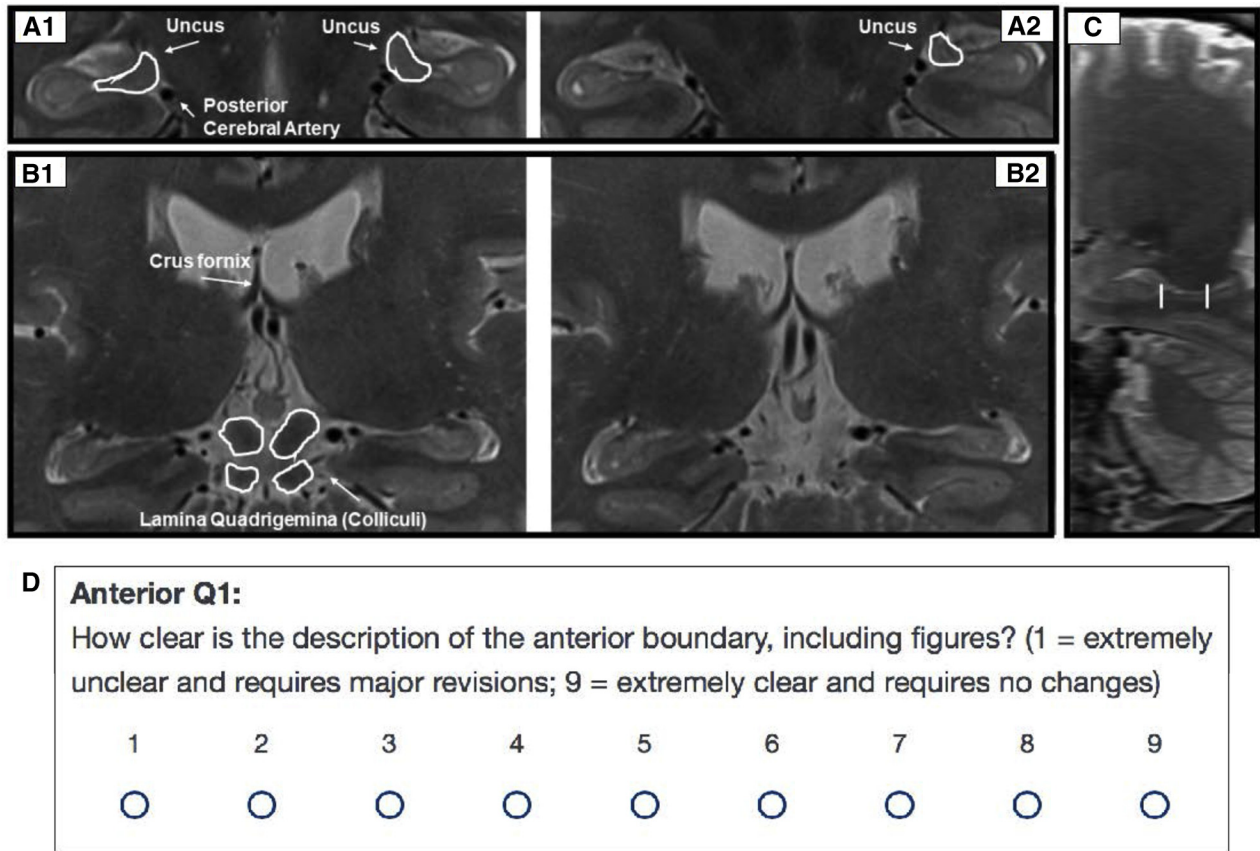 A1
Uncus
Uncus
Posterior
Cerebral Artery
Uncus
A2
C
B1
Crus fornix
Lamina Quadrigemina (Colliculi)
B2
D
Anterior Q1:
How clear is the description of the anterior boundary, including figures? (1 = extremely
unclear and requires major revisions; 9 = extremely clear and requires no changes)
1 2 3 4 5 6 7 8 9